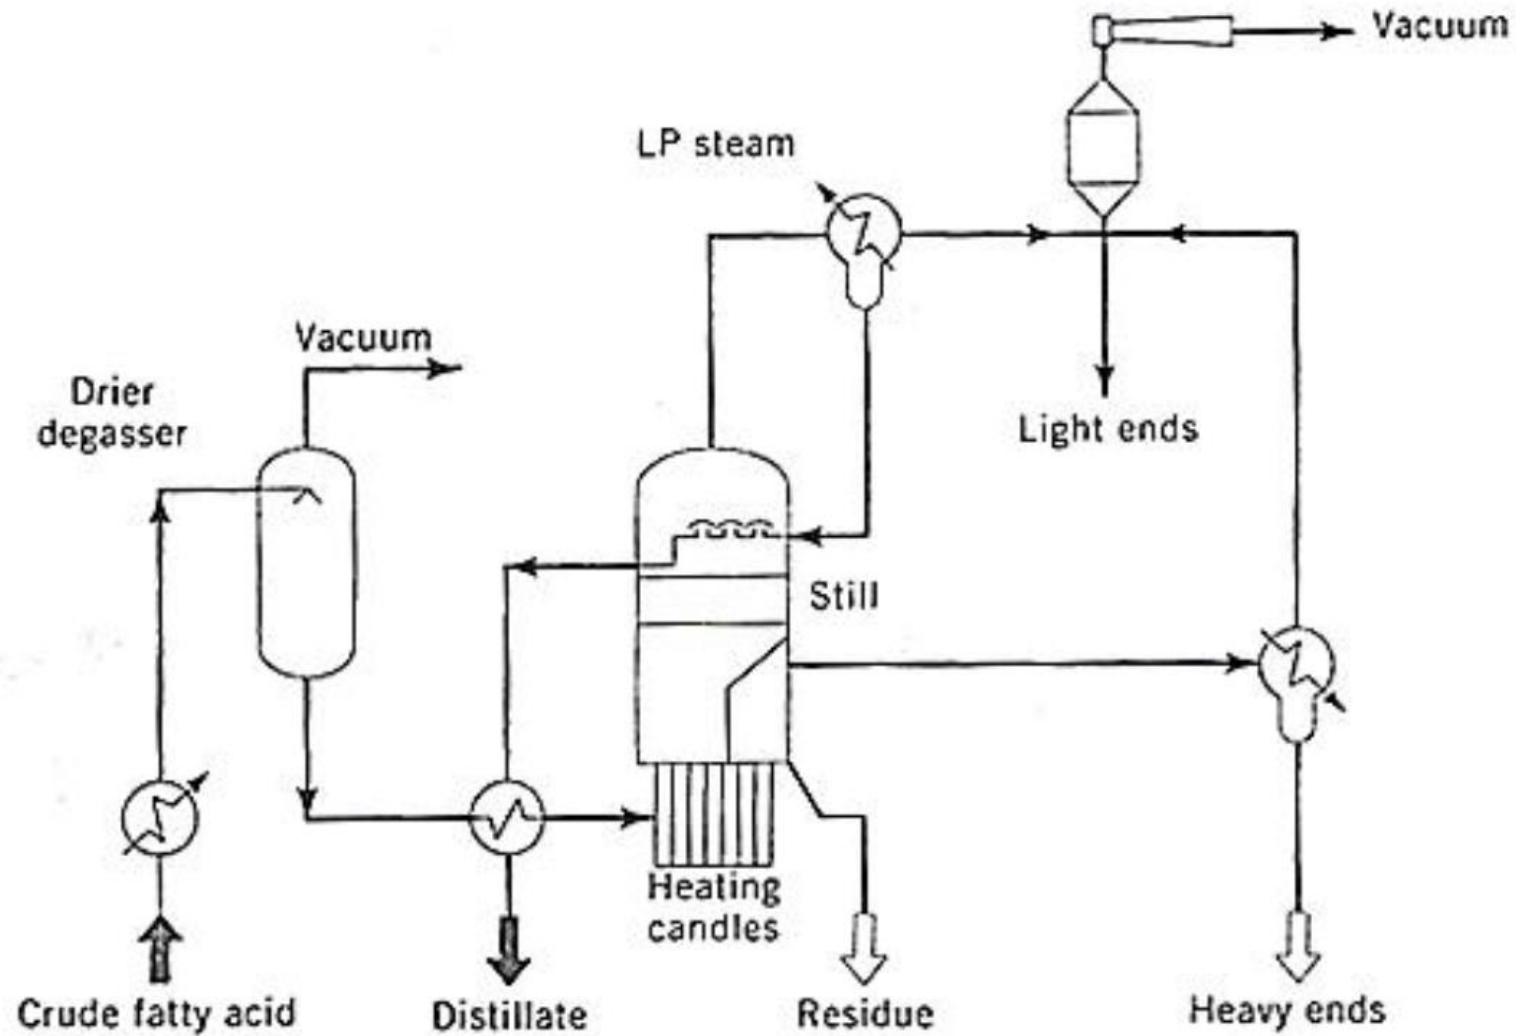 Vacuum
LP steam
Vacuum
Drier
degasser
Light ends
Still
Heating
candles
Crude fatty acid
Distillate
Residue
Heavy ends